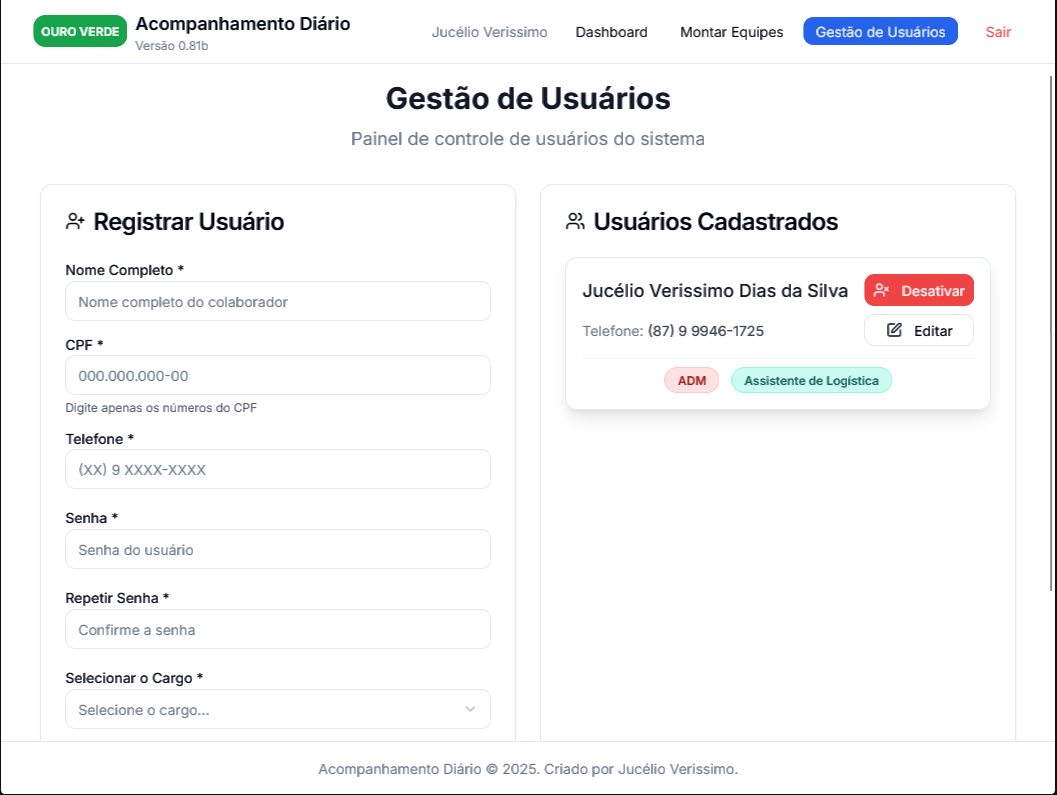 OURO VERDE
Acompanhamento Diário
Versão 0.81b
Jucélio Verissimo
Dashboard
Montar Equipes
Gestão de Usuários
Sair
Gestão de Usuários
Painel de controle de usuários do sistema
Registrar Usuário
Nome Completo *
Nome completo do colaborador
CPF *
000.000.000-00
Digite apenas os números do CPF
Telefone *
(XX) 9 XXXX-XXXX
Senha *
Senha do usuário
Repetir Senha *
Confirme a senha
Selecionar o Cargo *
Selecione o cargo...
Usuários Cadastrados
Jucélio Verissimo Dias da Silva
Desativar
Telefone: (87) 9 9946-1725
Editar
ADM
Assistente de Logística
Acompanhamento Diário © 2025. Criado por Jucélio Verissimo.